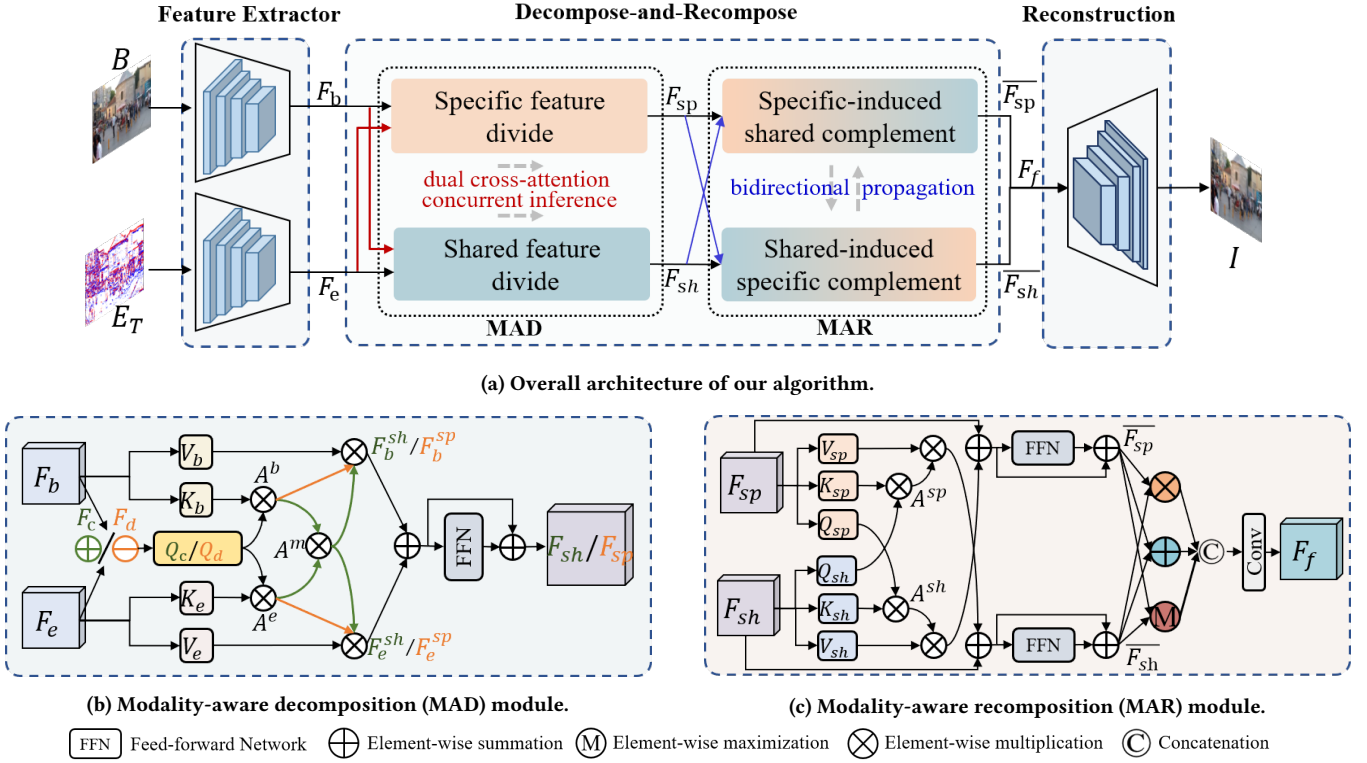 Feature Extractor
Decompose-and-Recompose
Reconstruction
B
F_b
Specific feature
divide
F_sp
Specific-induced
shared complement
\overline{F_sp}
dual cross-attention
concurrent inference
bidirectional propagation
F_f
I
E_T
F_e
Shared feature
divide
F_sh
Shared-induced
specific complement
\overline{F_sh}
MAD
MAR
(a) Overall architecture of our algorithm.
F_b
V_b
K_b
A^b
F_b^{sh}/F_b^{sp}
F_c / F_d
Q_c/Q_d
A^m
FFN
F_sh/F_sp
F_e
K_e
V_e
A^e
F_e^{sh}/F_e^{sp}
(b) Modality-aware decomposition (MAD) module.
F_sp
V_sp
K_sp
Q_sp
A^{sp}
FFN
\overline{F_sp}
F_sh
Q_sh
K_sh
V_sh
A^{sh}
FFN
\overline{F_sh}
M
C
Conv
F_f
(c) Modality-aware recomposition (MAR) module.
FFN Feed-forward Network
Element-wise summation
M Element-wise maximization
Element-wise multiplication
C Concatenation